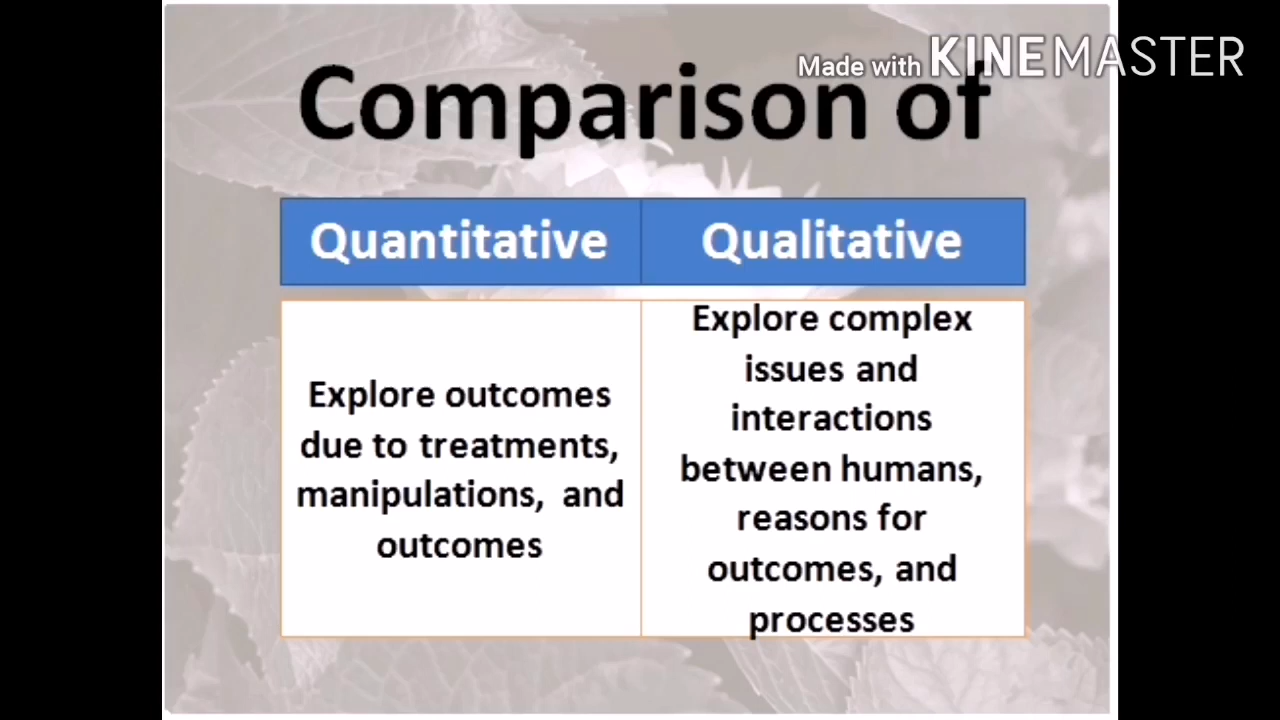 Made with KINEMASTER
Comparison of
Quantitative
Qualitative
Explore outcomes
due to treatments,
manipulations, and
outcomes
Explore complex
issues and
interactions
between humans,
reasons for
outcomes, and
processes